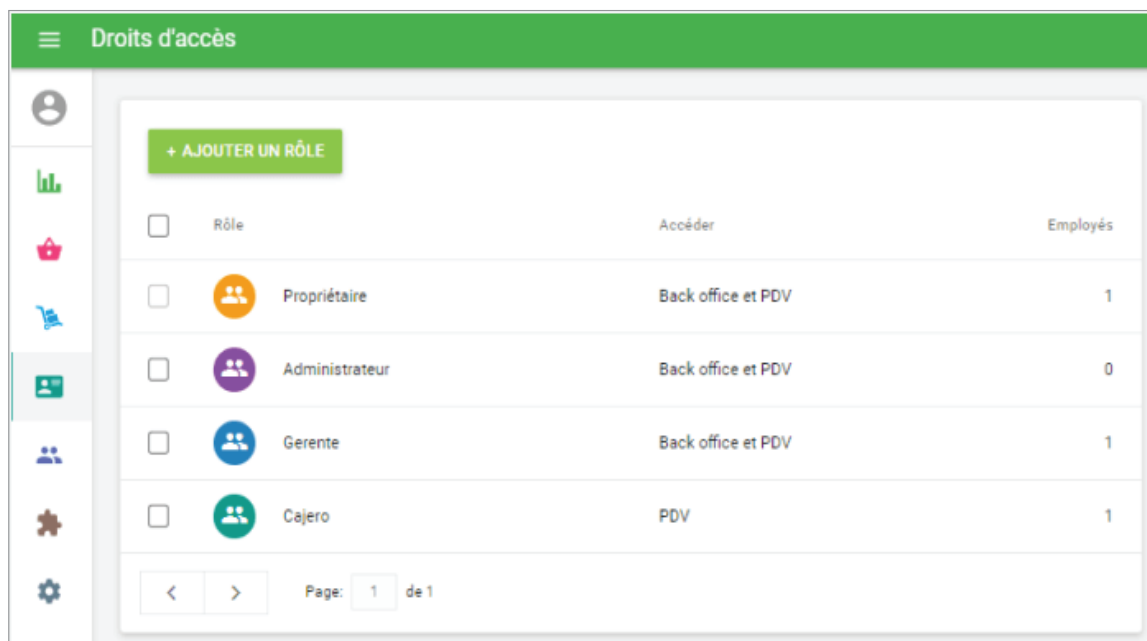 Droits d'accès
+ AJOUTER UN RÔLE
Rôle Accéder Employés
Propriétaire Back office et PDV 1
Administrateur Back office et PDV 0
Gerente Back office et PDV 1
Cajero PDV 1
Page: 1 de 1